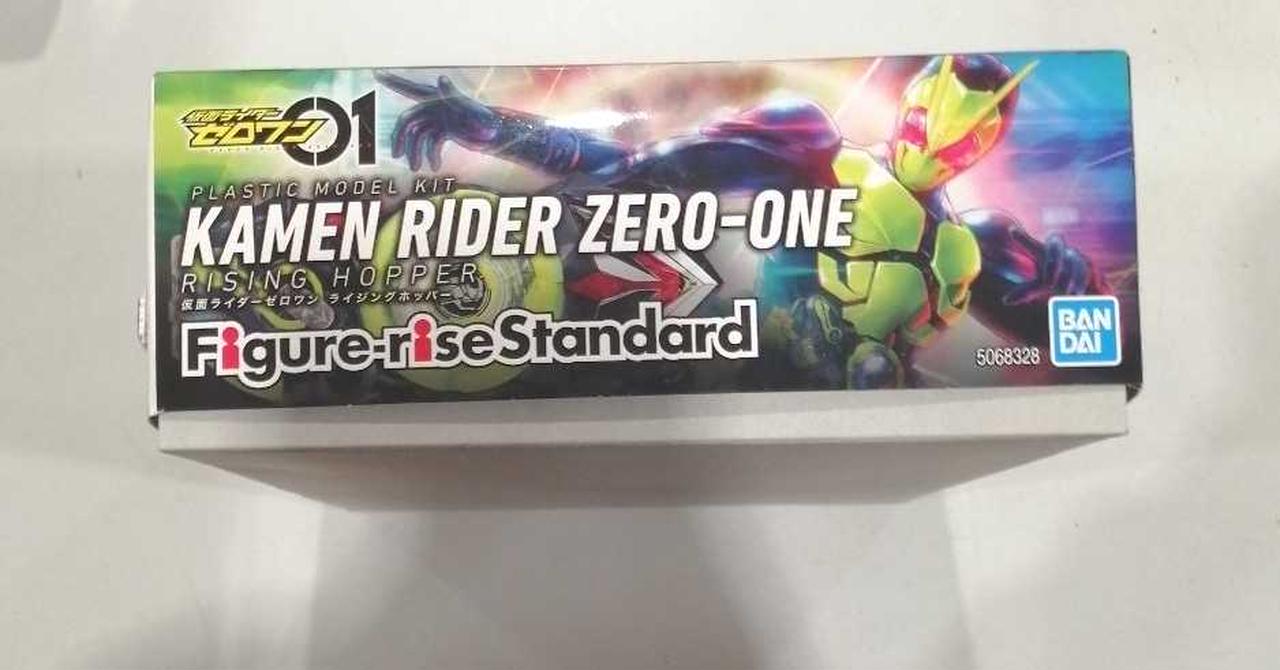 仮面ライダー
ゼロワン 01
PLASTIC MODEL KIT
KAMEN RIDER ZERO-ONE
RISING HOPPER
仮面ライダーゼロワン ライジングホッパー
Figure-rise Standard
5068328
BAN
DAI